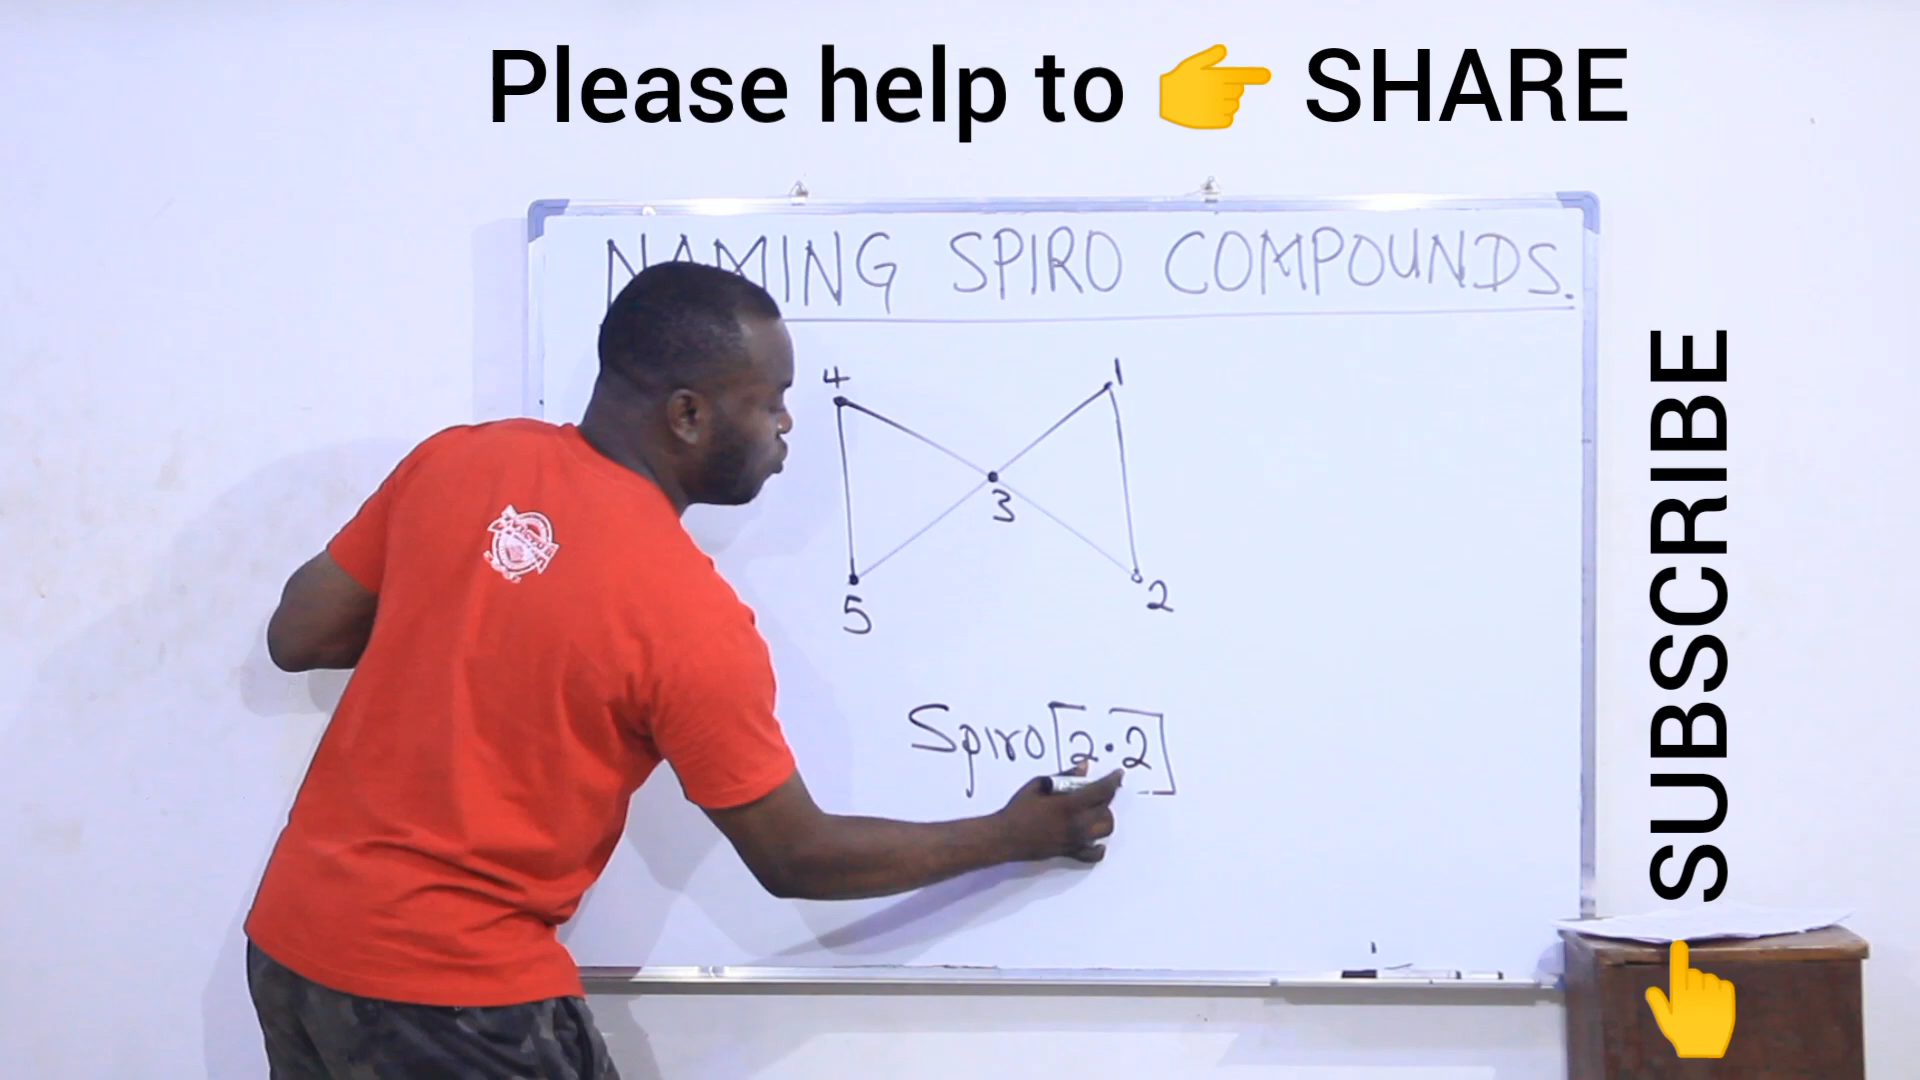 Please help to 👉 SHARE
NAMING SPIRO COMPOUNDS.
4 1
3
5 2
Spiro[2.2]
SUBSCRIBE